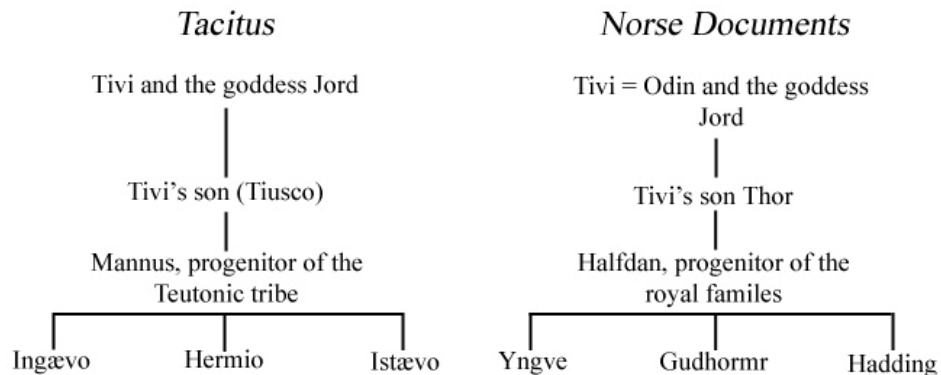 Tacitus
Tivi and the goddess Jord
Tivi's son (Tiusco)
Mannus, progenitor of the
Teutonic tribe
Ingævo
Hermio
Istævo
Norse Documents
Tivi = Odin and the goddess
Jord
Tivi's son Thor
Halfdan, progenitor of the
royal familes
Yngve
Gudhormr
Hadding